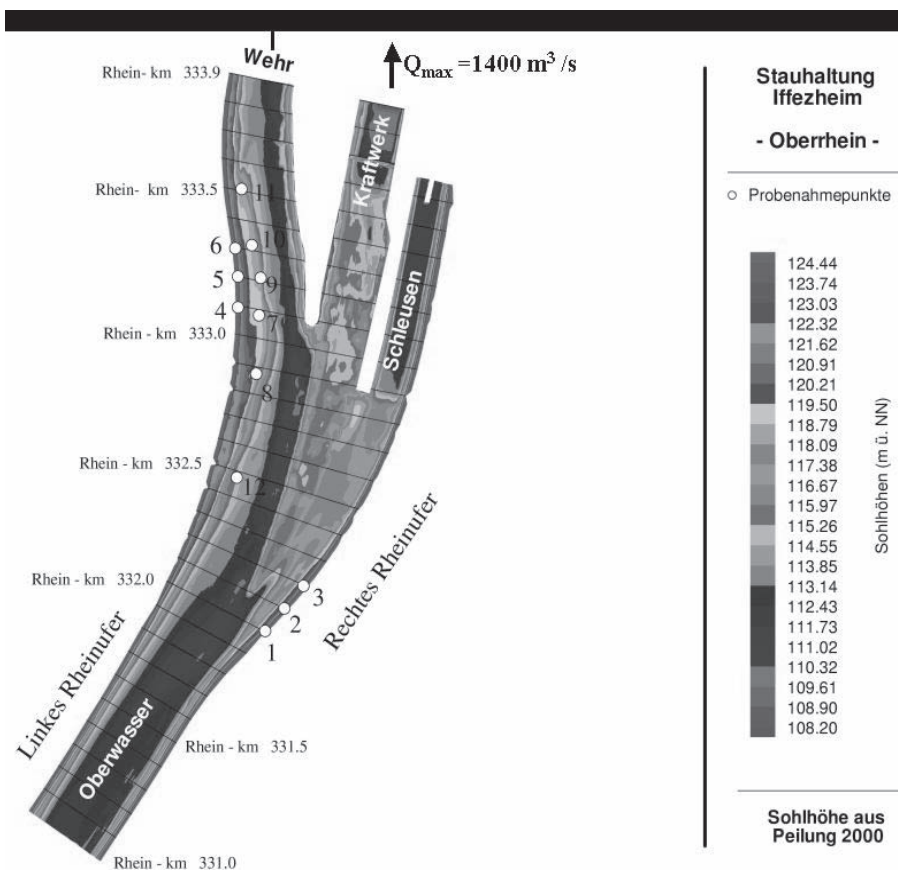 Wehr
Q_max =1400 m³/s
Rhein- km 333.9
Kraftwerk
Rhein- km 333.5
11
6
10
5
9
4
7
Rhein - km 333.0
Schleusen
8
Rhein - km 332.5
12
Rhein - km 332.0
3
2
1
Rechtes Rheinufer
Linkes Rheinufer
Oberwasser
Rhein - km 331.5
Rhein - km 331.0
Stauhaltung
Iffezheim
- Oberrhein -
Probenahmepunkte
124.44
123.74
123.03
122.32
121.62
120.91
120.21
119.50
118.79
118.09
117.38
116.67
115.97
115.26
114.55
113.85
113.14
112.43
111.73
111.02
110.32
109.61
108.90
108.20
Sohlhöhen (m ü. NN)
Sohlhöhe aus
Peilung 2000